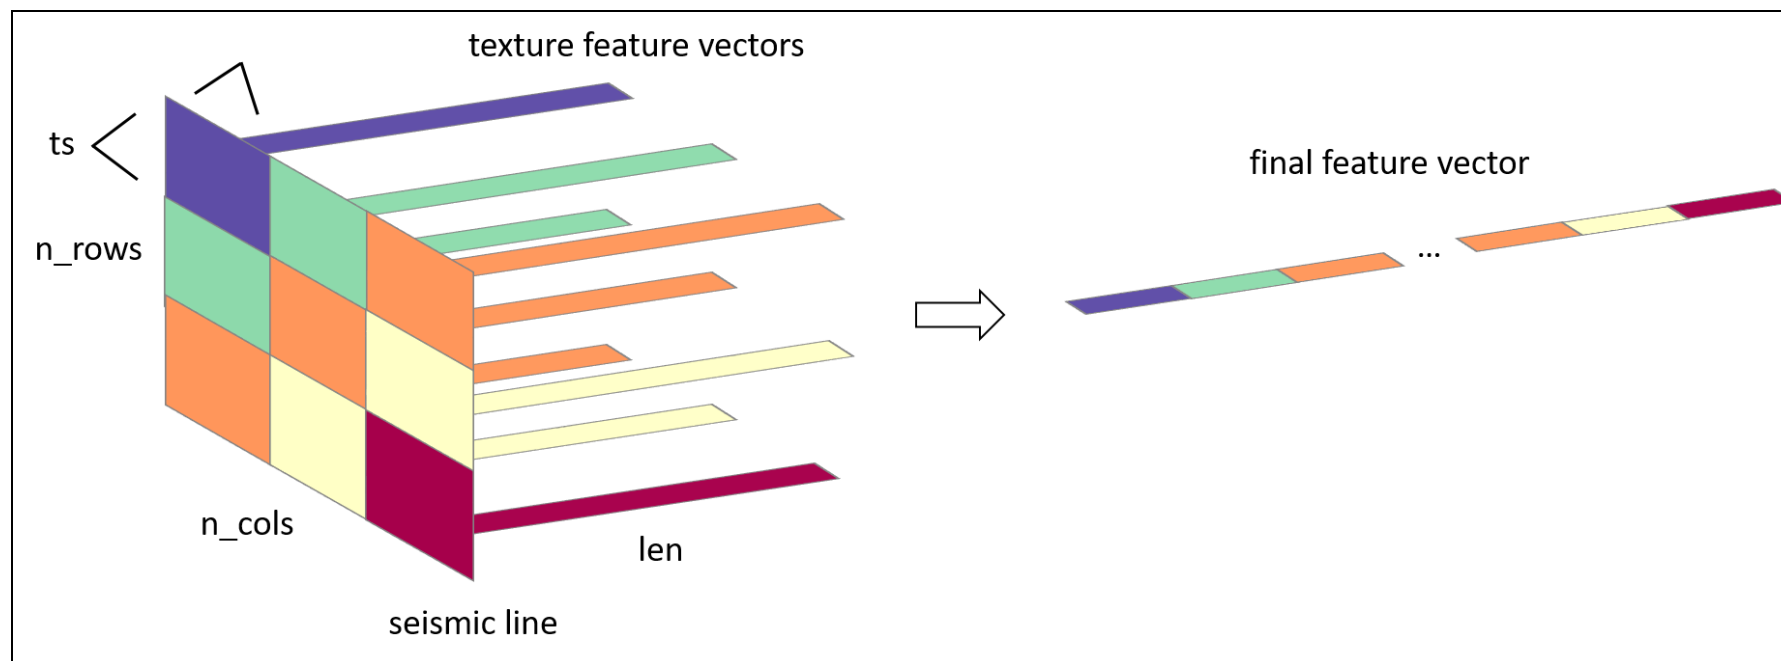 texture feature vectors
ts
n_rows
n_cols
len
seismic line
final feature vector
...